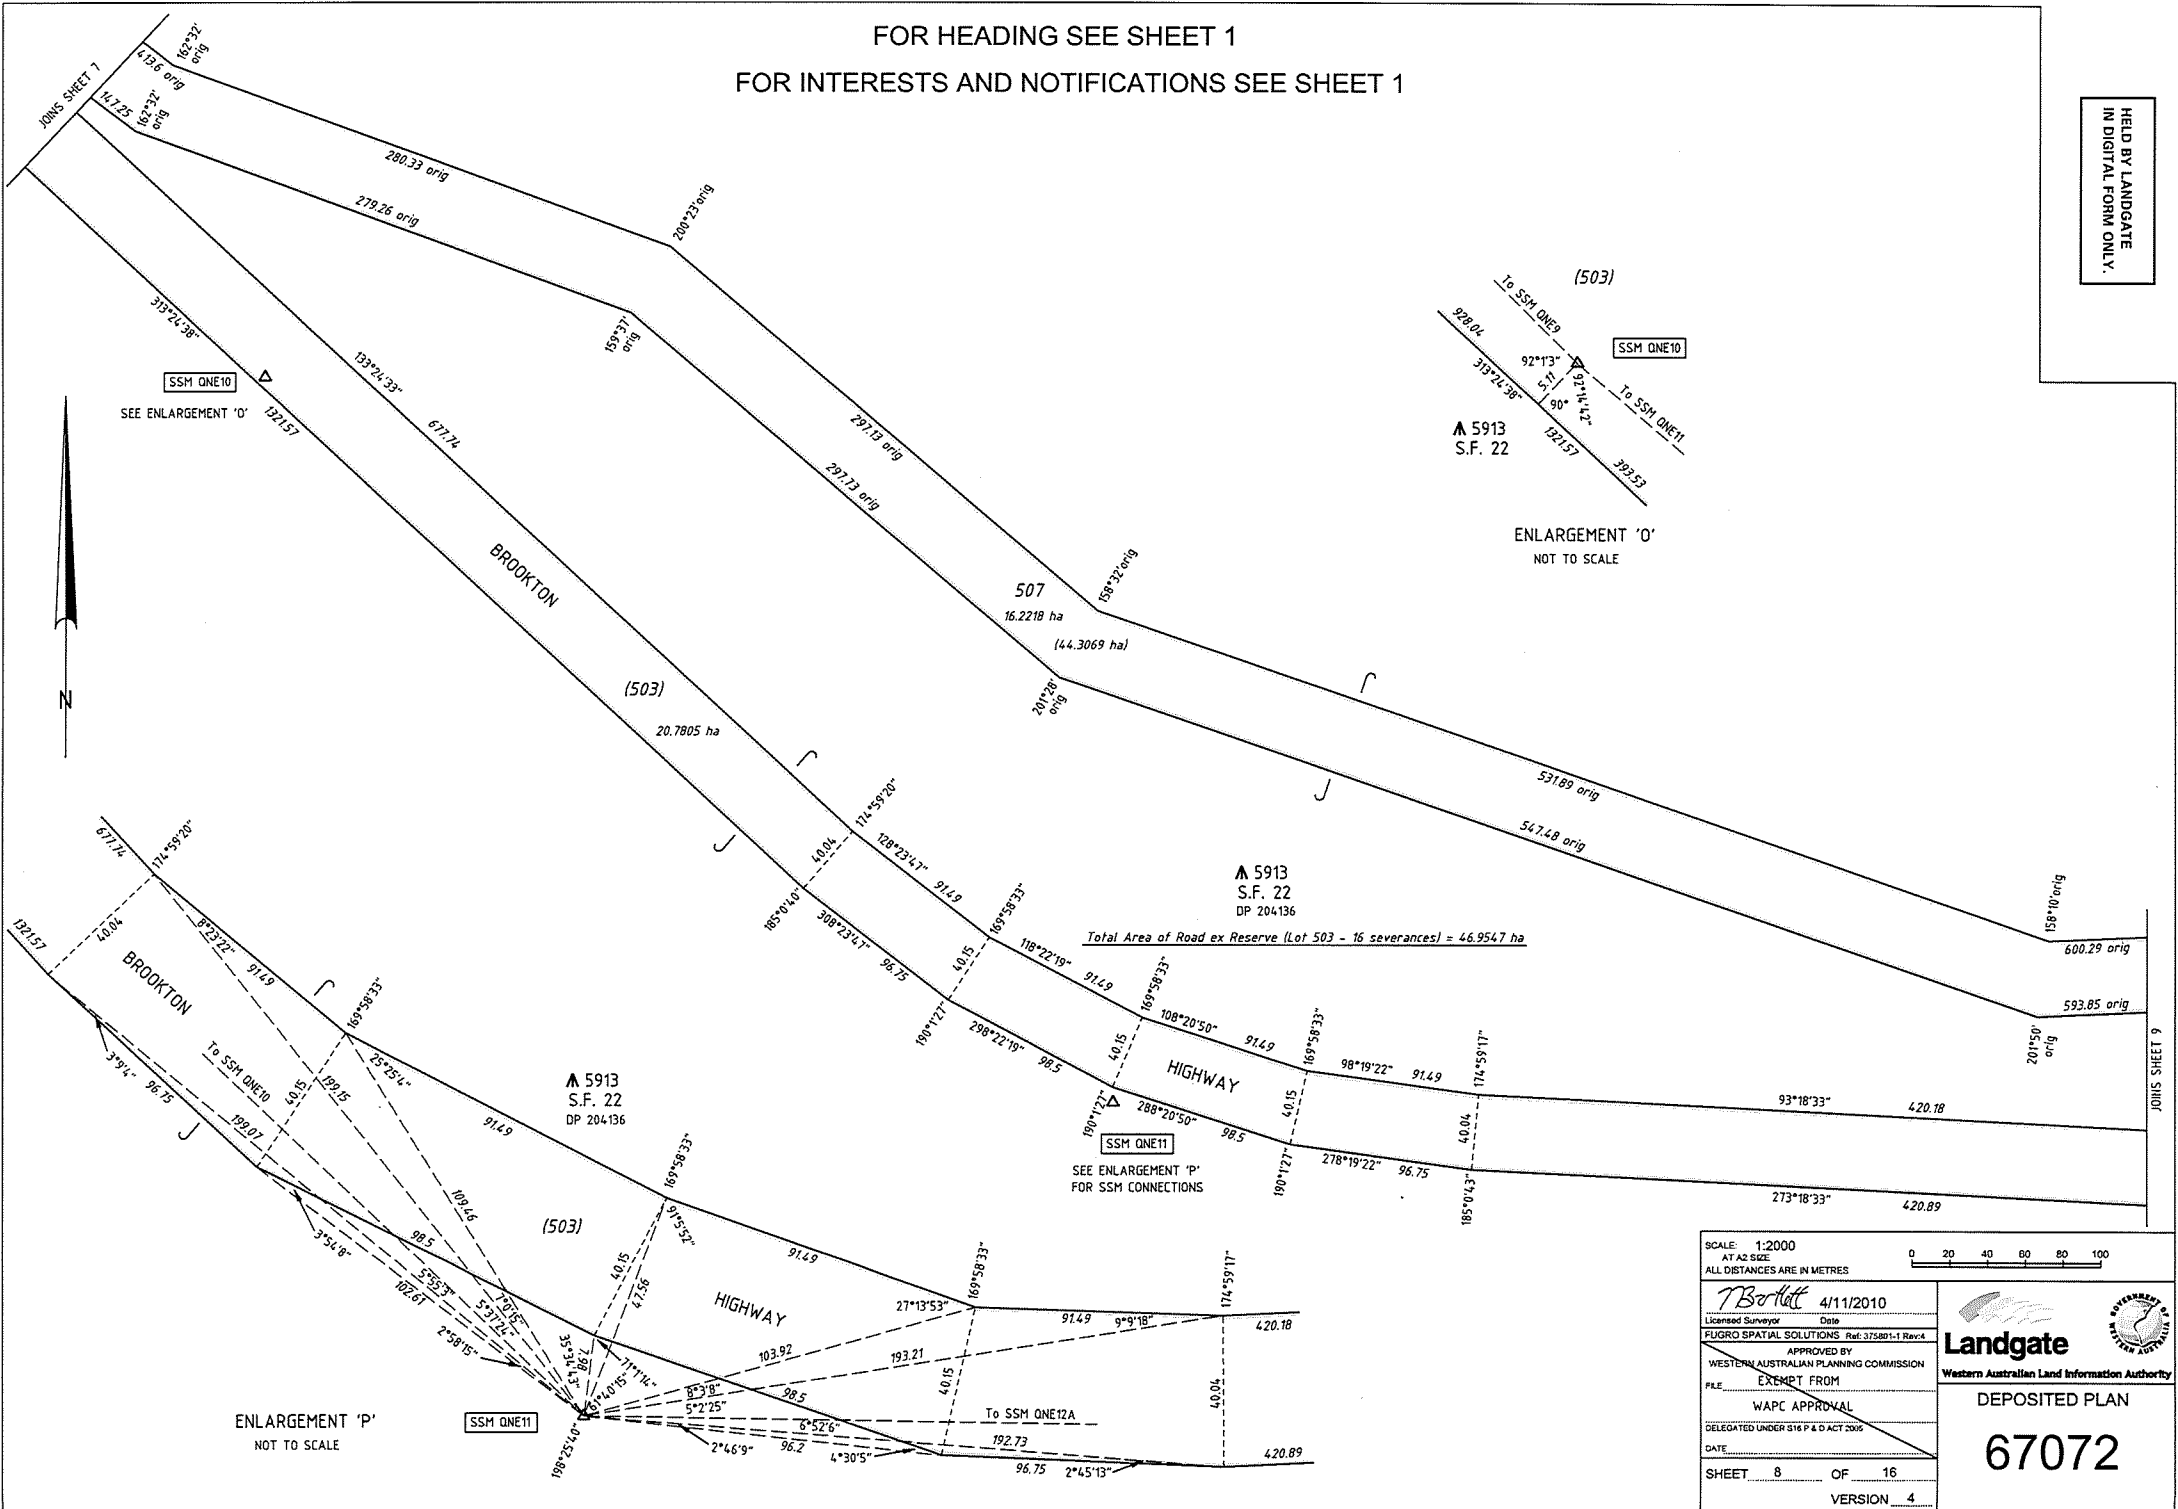 FOR HEADING SEE SHEET 1
FOR INTERESTS AND NOTIFICATIONS SEE SHEET 1
HELD BY LANDGATE
IN DIGITAL FORM ONLY.
JOINS SHEET 7
413.6 orig
162°32'
orig
147.25
162°32'
orig
280.33 orig
279.26 orig
200°23' orig
159°37'
orig
313°24'38"
SSM QNE10
SEE ENLARGEMENT 'O'
1321.57
133°24'33"
677.74
297.13 orig
297.73 orig
BROOKTON
(503)
20.7805 ha
507
16.2218 ha
(44.3069 ha)
158°32' orig
201°28'
orig
531.89 orig
547.48 orig
158°10' orig
600.29 orig
593.85 orig
201°50'
orig
JOINS SHEET 9
N
(503)
To SSM QNE9
SSM QNE10
928.04
92°1'3"
313°24'38"
5.11
90°
92°14'42"
To SSM QNE11
1321.57
393.53
5913
S.F. 22
ENLARGEMENT 'O'
NOT TO SCALE
174°59'20"
40.04
128°23'47"
91.49
185°0'40"
308°23'47"
96.75
169°58'33"
40.15
118°22'19"
91.49
190°1'27"
298°22'19"
98.5
169°58'33"
40.15
108°20'50"
91.49
HIGHWAY
190°1'27"
288°20'50"
98.5
SSM QNE11
SEE ENLARGEMENT 'P'
FOR SSM CONNECTIONS
169°58'33"
40.15
98°19'22"
91.49
190°1'27"
278°19'22"
96.75
174°59'17"
40.04
185°0'43"
93°18'33"
420.18
273°18'33"
420.89
5913
S.F. 22
DP 204136
Total Area of Road ex Reserve (Lot 503 - 16 severances) = 46.9547 ha
677.74
174°59'20"
1321.57
40.04
8°23'22"
91.49
BROOKTON
169°58'33"
3°9'4"
96.75
To SSM QNE10
40.15
199.15
25°25'4"
199.07
91.49
5913
S.F. 22
DP 204136
169°58'33"
109.46
(503)
3°54'8"
98.5
5°55'3"
102.61
7°0'15"
5°37'24"
2°58'15"
91°5'52"
40.15
47.56
91.49
HIGHWAY
35°34'43"
7.98
71°1'14"
61°40'15"
198°25'40"
SSM QNE11
27°13'53"
169°58'33"
91.49
9°9'18"
174°59'17"
420.18
103.92
193.21
40.15
40.04
8°3'8"
98.5
5°2'25"
6°52'6"
To SSM QNE12A
2°46'9"
96.2
4°30'5"
192.73
96.75
2°45'13"
420.89
ENLARGEMENT 'P'
NOT TO SCALE
SCALE: 1:2000
AT A2 SIZE
ALL DISTANCES ARE IN METRES
0 20 40 60 80 100
4/11/2010
Licensed Surveyor Date
FUGRO SPATIAL SOLUTIONS Ref: 375801-1 Rev:4
APPROVED BY
WESTERN AUSTRALIAN PLANNING COMMISSION
FILE EXEMPT FROM
WAPC APPROVAL
DELEGATED UNDER S16 P & D ACT 2005
DATE
SHEET 8 OF 16
VERSION 4
Landgate
Western Australian Land Information Authority
GOVERNMENT OF
WESTERN AUSTRALIA
DEPOSITED PLAN
67072